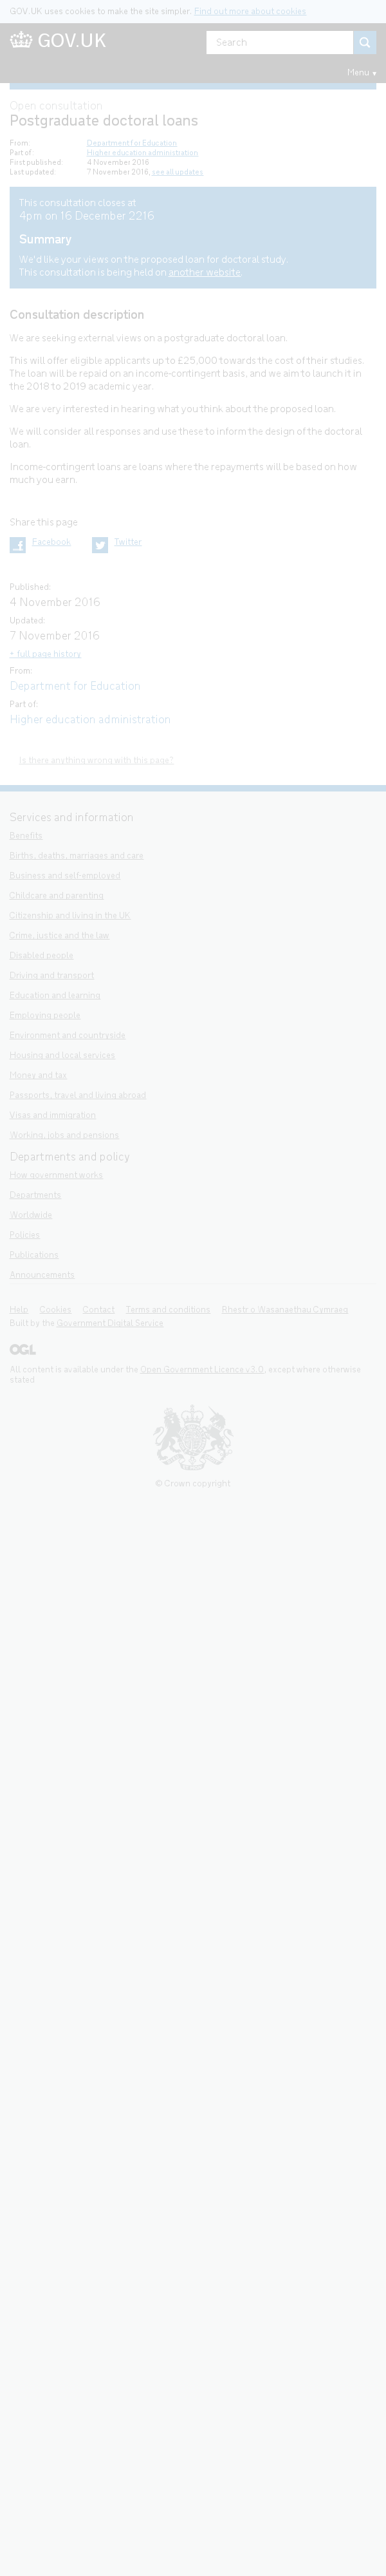 GOV.UK uses cookies to make the site simpler. Find out more about cookies
GOV.UK
Search
Menu ▾
Open consultation
Postgraduate doctoral loans
From: Department for Education
Part of: Higher education administration
First published: 4 November 2016
Last updated: 7 November 2016, see all updates
This consultation closes at
4pm on 16 December 2216
Summary
We'd like your views on the proposed loan for doctoral study.
This consultation is being held on another website.
Consultation description
We are seeking external views on a postgraduate doctoral loan.
This will offer eligible applicants up to £25,000 towards the cost of their studies.
The loan will be repaid on an income-contingent basis, and we aim to launch it in
the 2018 to 2019 academic year.
We are very interested in hearing what you think about the proposed loan.
We will consider all responses and use these to inform the design of the doctoral
loan.
Income-contingent loans are loans where the repayments will be based on how
much you earn.
Share this page
Facebook Twitter
Published:
4 November 2016
Updated:
7 November 2016
+ full page history
From:
Department for Education
Part of:
Higher education administration
Is there anything wrong with this page?
Services and information
Benefits
Births, deaths, marriages and care
Business and self-employed
Childcare and parenting
Citizenship and living in the UK
Crime, justice and the law
Disabled people
Driving and transport
Education and learning
Employing people
Environment and countryside
Housing and local services
Money and tax
Passports, travel and living abroad
Visas and immigration
Working, jobs and pensions
Departments and policy
How government works
Departments
Worldwide
Policies
Publications
Announcements
Help Cookies Contact Terms and conditions Rhestr o Wasanaethau Cymraeg
Built by the Government Digital Service
OGL
All content is available under the Open Government Licence v3.0, except where otherwise
stated
© Crown copyright